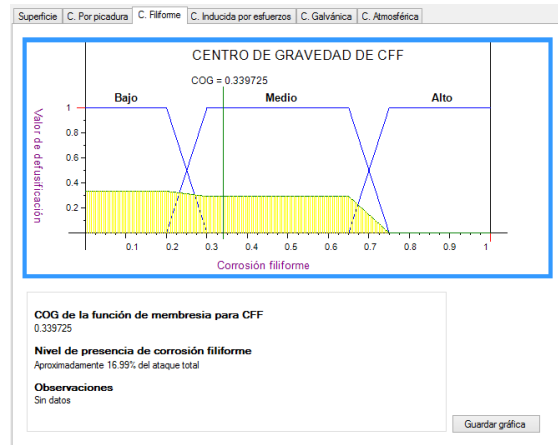 Superficie C. Por picadura C. Filiforme C. Inducida por esfuerzos C. Galvánica C. Atmosférica
CENTRO DE GRAVEDAD DE CFF
COG = 0.339725
Bajo Medio Alto
Valor de defusificación
1
0.8
0.6
0.4
0.2
0.1 0.2 0.3 0.4 0.5 0.6 0.7 0.8 0.9 1
Corrosión filiforme
COG de la función de membresia para CFF
0.339725
Nivel de presencia de corrosión filiforme
Aproximadamente 16.99% del ataque total
Observaciones
Sin datos
Guardar gráfica